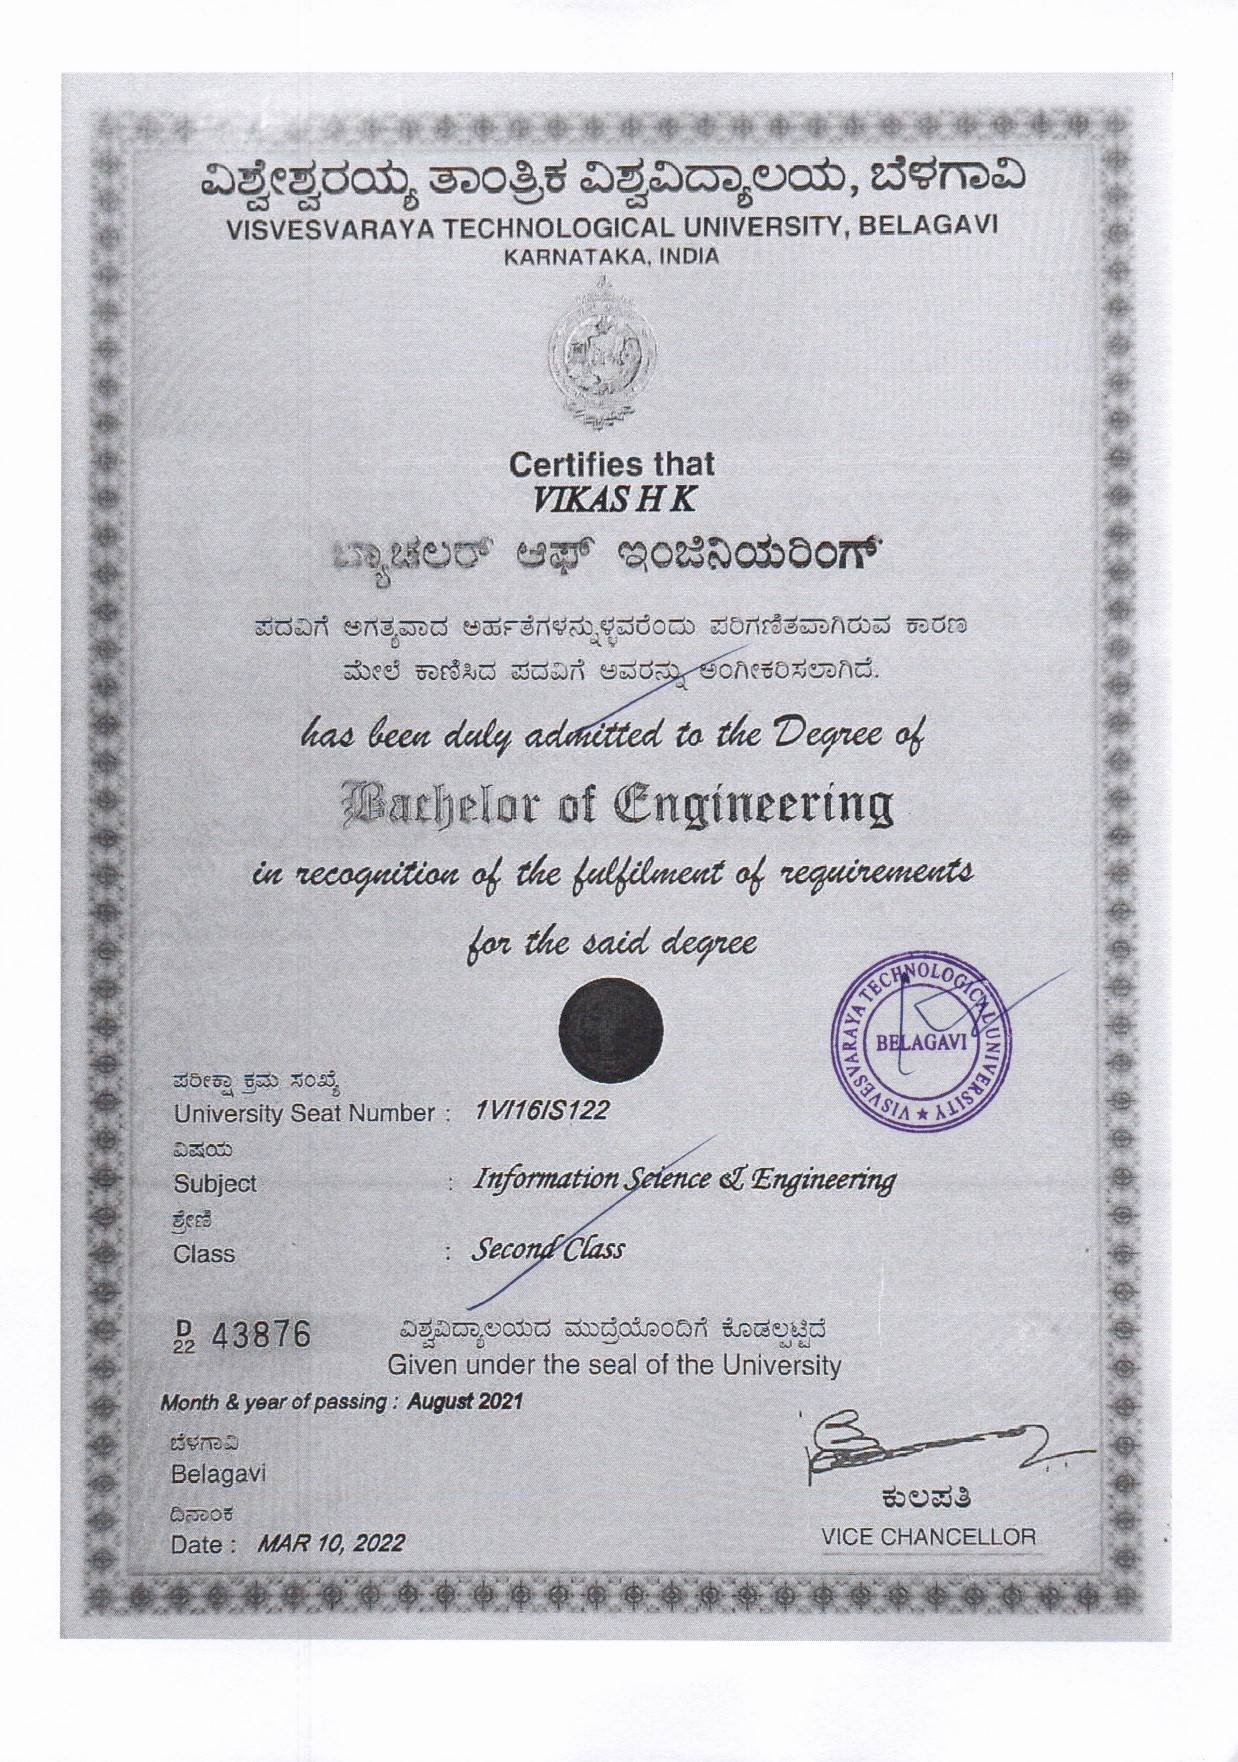 ವಿಶ್ವೇಶ್ವರಯ್ಯ ತಾಂತ್ರಿಕ ವಿಶ್ವವಿದ್ಯಾಲಯ, ಬೆಳಗಾವಿ
VISVESVARAYA TECHNOLOGICAL UNIVERSITY, BELAGAVI
KARNATAKA, INDIA
Certifies that
VIKAS H K
ಬ್ಯಾಚಲರ್ ಆಫ್ ಇಂಜಿನಿಯರಿಂಗ್
ಪದವಿಗೆ ಅಗತ್ಯವಾದ ಅರ್ಹತೆಗಳನ್ನುಳ್ಳವರೆಂದು ಪರಿಗಣಿತವಾಗಿರುವ ಕಾರಣ
ಮೇಲೆ ಕಾಣಿಸಿದ ಪದವಿಗೆ ಅವರನ್ನು ಅಂಗೀಕರಿಸಲಾಗಿದೆ.
has been duly admitted to the Degree of
Bachelor of Engineering
in recognition of the fulfilment of requirements
for the said degree
VISVESVARAYA TECHNOLOGICAL UNIVERSITY ★
BELAGAVI
ಪರೀಕ್ಷಾ ಕ್ರಮ ಸಂಖ್ಯೆ
University Seat Number : 1VI16IS122
ವಿಷಯ
Subject : Information Science & Engineering
ಶ್ರೇಣಿ
Class : Second Class
D
22 43876
ವಿಶ್ವವಿದ್ಯಾಲಯದ ಮುದ್ರೆಯೊಂದಿಗೆ ಕೊಡಲ್ಪಟ್ಟಿದೆ
Given under the seal of the University
Month & year of passing : August 2021
ಬೆಳಗಾವಿ
Belagavi
ದಿನಾಂಕ
Date : MAR 10, 2022
ಕುಲಪತಿ
VICE CHANCELLOR